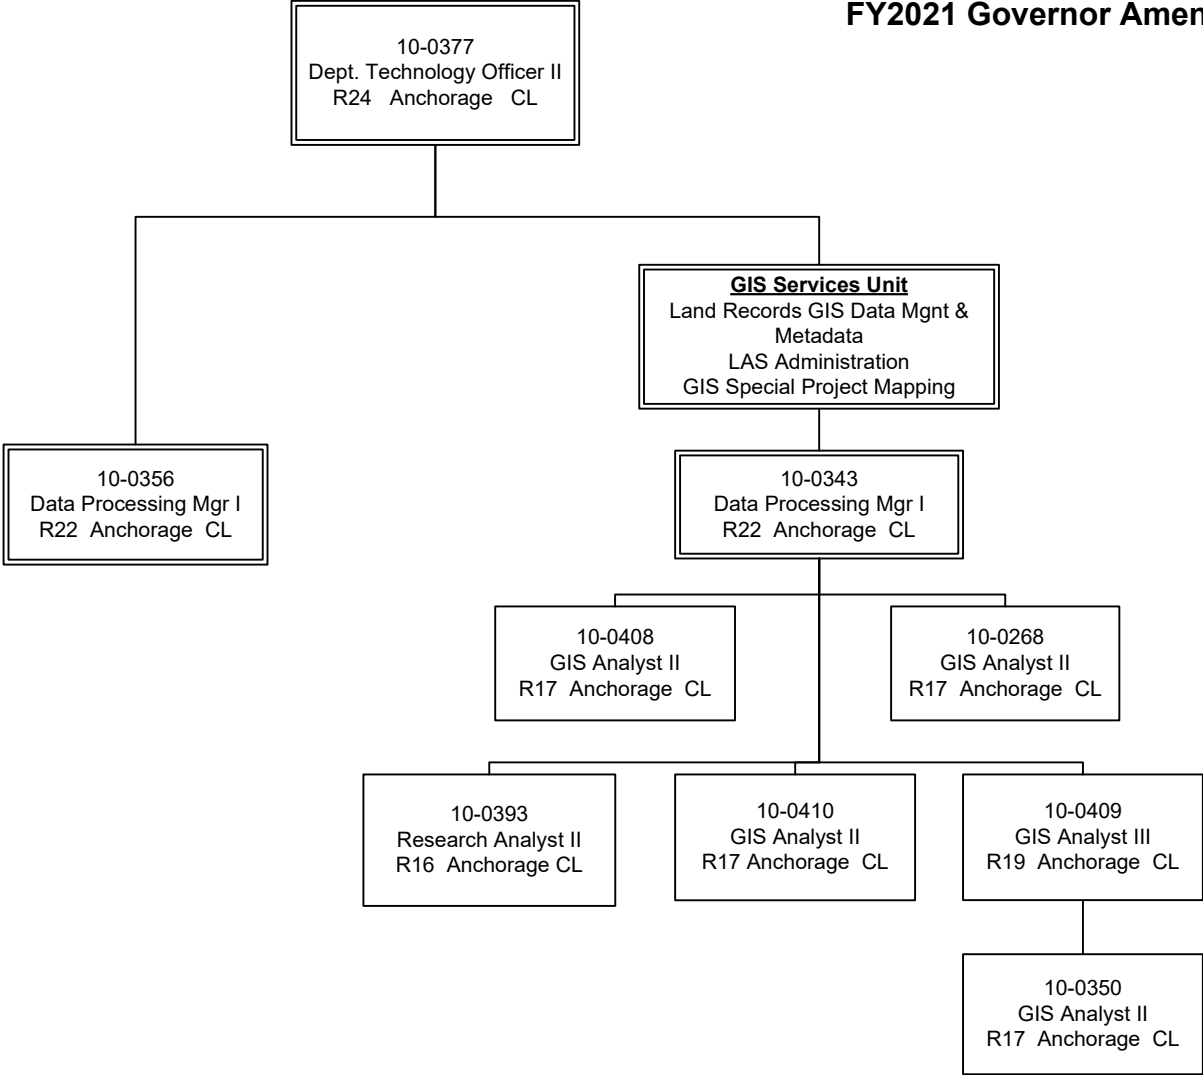 FY2021 Governor Amen
10-0377
Dept. Technology Officer II
R24 Anchorage CL
GIS Services Unit
Land Records GIS Data Mgnt &
Metadata
LAS Administration
GIS Special Project Mapping
10-0356
Data Processing Mgr I
R22 Anchorage CL
10-0343
Data Processing Mgr I
R22 Anchorage CL
10-0408
GIS Analyst II
R17 Anchorage CL
10-0268
GIS Analyst II
R17 Anchorage CL
10-0393
Research Analyst II
R16 Anchorage CL
10-0410
GIS Analyst II
R17 Anchorage CL
10-0409
GIS Analyst III
R19 Anchorage CL
10-0350
GIS Analyst II
R17 Anchorage CL